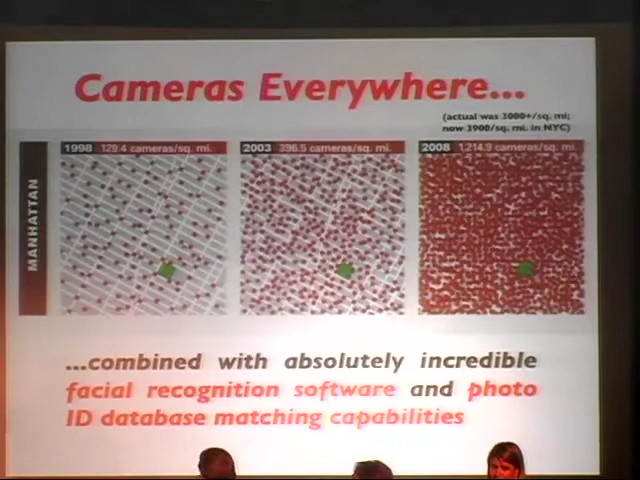 Cameras Everywhere...
(actual was 3000+/sq. mi;
now 3900/sq. mi. in NYC)
1998 129.4 cameras/sq. mi.
2003 396.5 cameras/sq. mi.
2008 1,214.9 cameras/sq. mi.
MANHATTAN
...combined with absolutely incredible
facial recognition software and photo
ID database matching capabilities